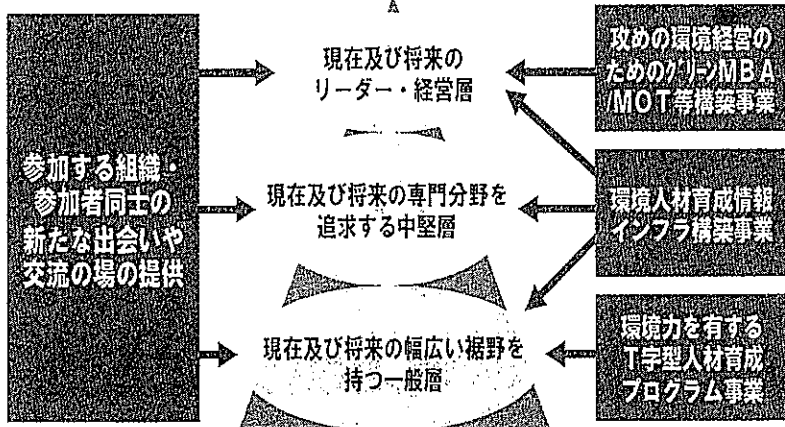 参加する組織・
参加者同士の
新たな出会いや
交流の場の提供
現在及び将来の
リーダー・経営層
現在及び将来の専門分野を
追求する中堅層
現在及び将来の幅広い裾野を
持つ一般層
攻めの環境経営の
ためのグリーンMBA
/MOT等構築事業
環境人材育成情報
インフラ構築事業
環境力を有する
T字型人材育成
プログラム事業